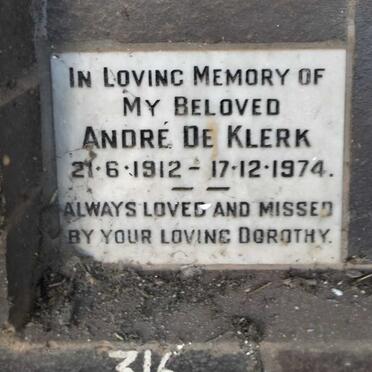 IN LOVING MEMORY OF
MY BELOVED
ANDRÉ DE KLERK
21·6·1912 – 17·12·1974.
ALWAYS LOVED AND MISSED
BY YOUR LOVING DOROTHY.
316